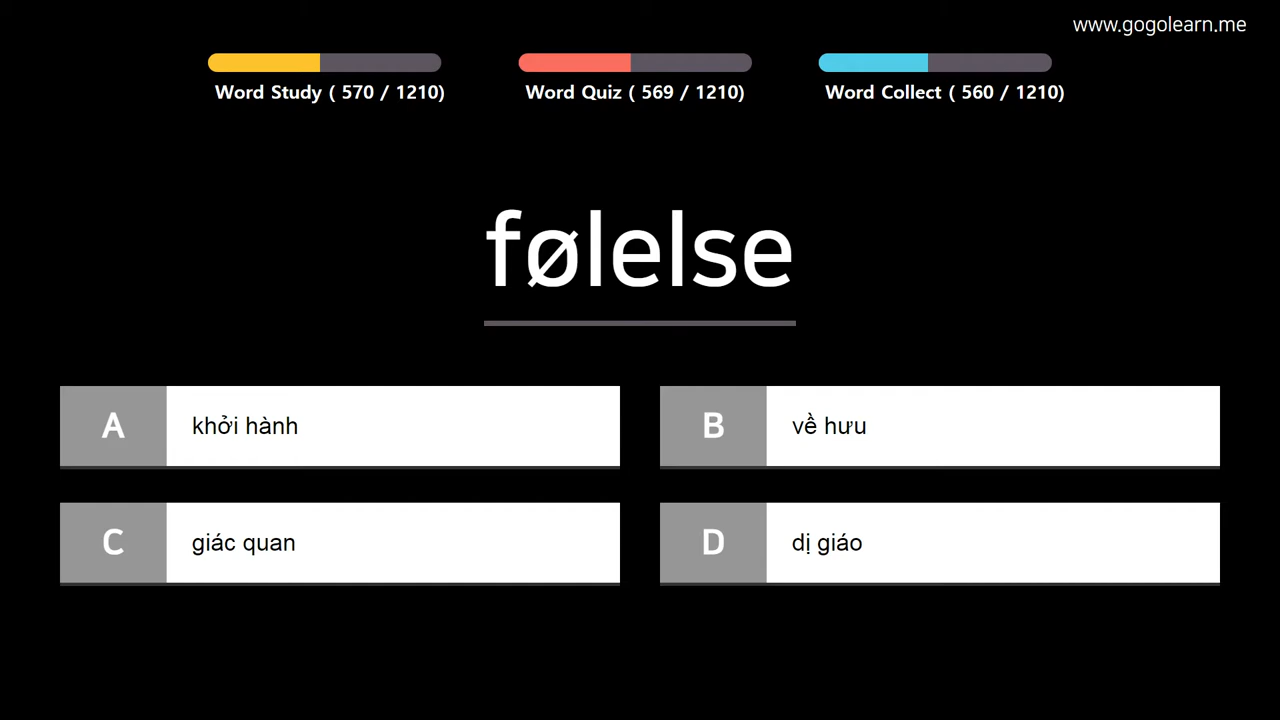 www.gogolearn.me
Word Study ( 570 / 1210)
Word Quiz ( 569 / 1210)
Word Collect ( 560 / 1210)
følelse
A khởi hành
B về hưu
C giác quan
D dị giáo